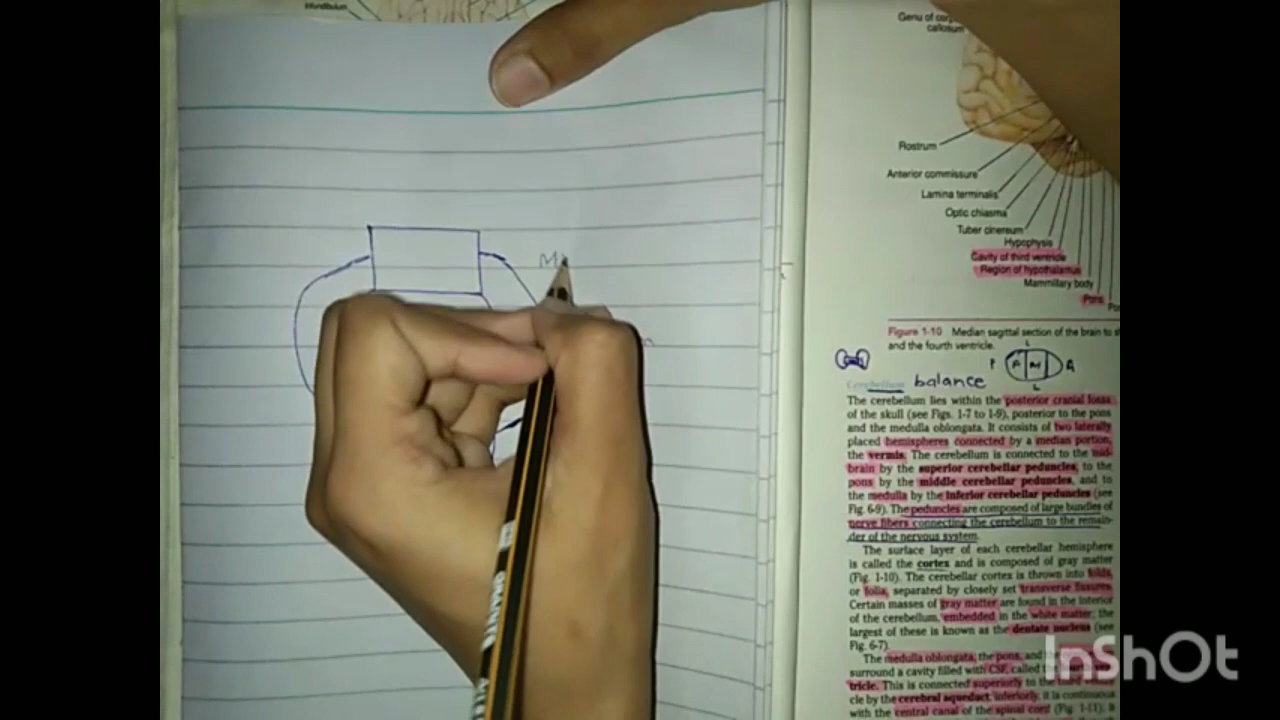 Infundibulum
M
Genu of
callosum
Rostrum
Anterior commissure
Lamina terminalis
Optic chiasma
Tuber cinereum
Hypophysis
Cavity of third ventricle
Region of hypothalamus
Mammillary body
Pons
Figure 1-10 Median sagittal section of the brain to
and the fourth ventricle.
L
P A M A
L
Cerebellum balance
The cerebellum lies within the posterior cranial fossa
of the skull (see Figs. 1-7 to 1-9), posterior to the pons
and the medulla oblongata. It consists of two laterally
placed hemispheres connected by a median portion,
the vermis. The cerebellum is connected to the mid-
brain by the superior cerebellar peduncles, to the
pons by the middle cerebellar peduncles, and to
the medulla by the inferior cerebellar peduncles (see
Fig. 6-9). The peduncles are composed of large bundles of
nerve fibers connecting the cerebellum to the remain-
der of the nervous system.
The surface layer of each cerebellar hemisphere
is called the cortex and is composed of gray matter
(Fig. 1-10). The cerebellar cortex is thrown into folds,
or folia, separated by closely set transverse fissures.
Certain masses of gray matter are found in the interior
of the cerebellum, embedded in the white matter; the
largest of these is known as the dentate nucleus (see
Fig. 6-7).
The medulla oblongata, the pons, and
surround a cavity filled with CSF, called
tricle. This is connected superiorly to the
cle by the cerebral aqueduct; inferiorly, it is continuous
with the central canal of the spinal cord (Fig. 1-11). It
InShOt